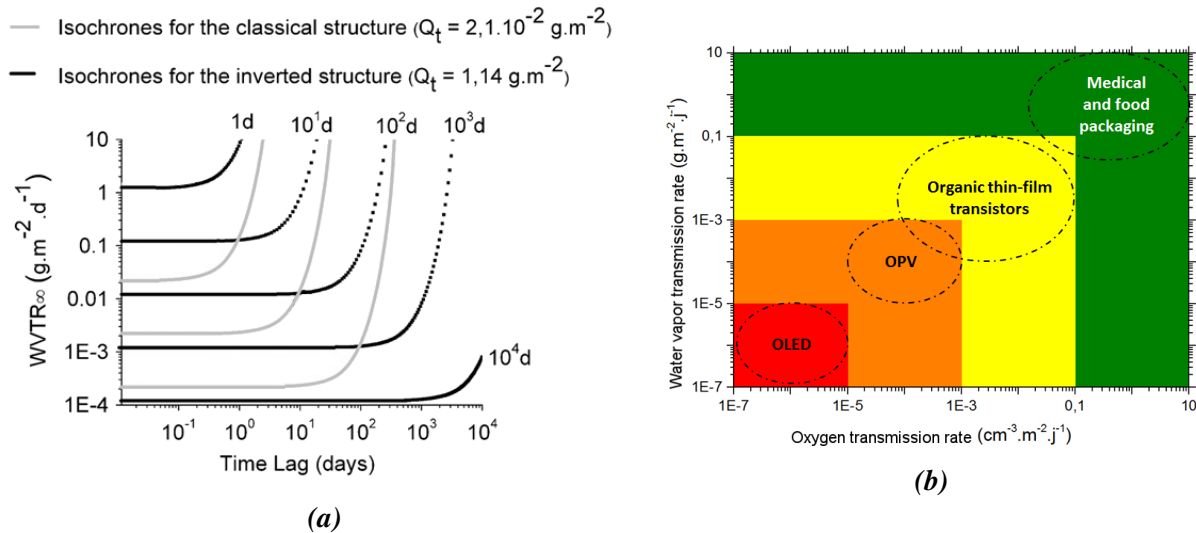 Isochrones for the classical structure (Qt = 2,1.10-2 g.m-2)
Isochrones for the inverted structure (Qt = 1,14 g.m-2)
1d 10¹d 10²d 10³d
10
1
0.1
0.01
1E-3
1E-4
10⁴d
WVTR∞ (g.m-2.d-1)
10-1 10⁰ 10¹ 10² 10³ 10⁴
Time Lag (days)
(a)
10
0,1
1E-3
1E-5
1E-7
Water vapor transmission rate (g.m-2.j-1)
Medical
and food
packaging
Organic thin-film
transistors
OPV
OLED
1E-7 1E-5 1E-3 0,1 10
Oxygen transmission rate (cm-3.m-2.j-1)
(b)